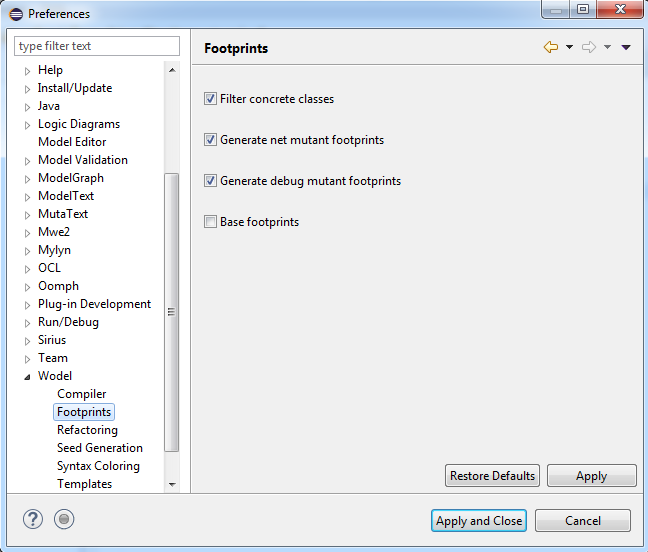 Preferences
type filter text
Help
Install/Update
Java
Logic Diagrams
Model Editor
Model Validation
ModelGraph
ModelText
MutaText
Mwe2
Mylyn
OCL
Oomph
Plug-in Development
Run/Debug
Sirius
Team
Wodel
Compiler
Footprints
Refactoring
Seed Generation
Syntax Coloring
Templates
Footprints
Filter concrete classes
Generate net mutant footprints
Generate debug mutant footprints
Base footprints
Restore Defaults
Apply
?
Apply and Close
Cancel